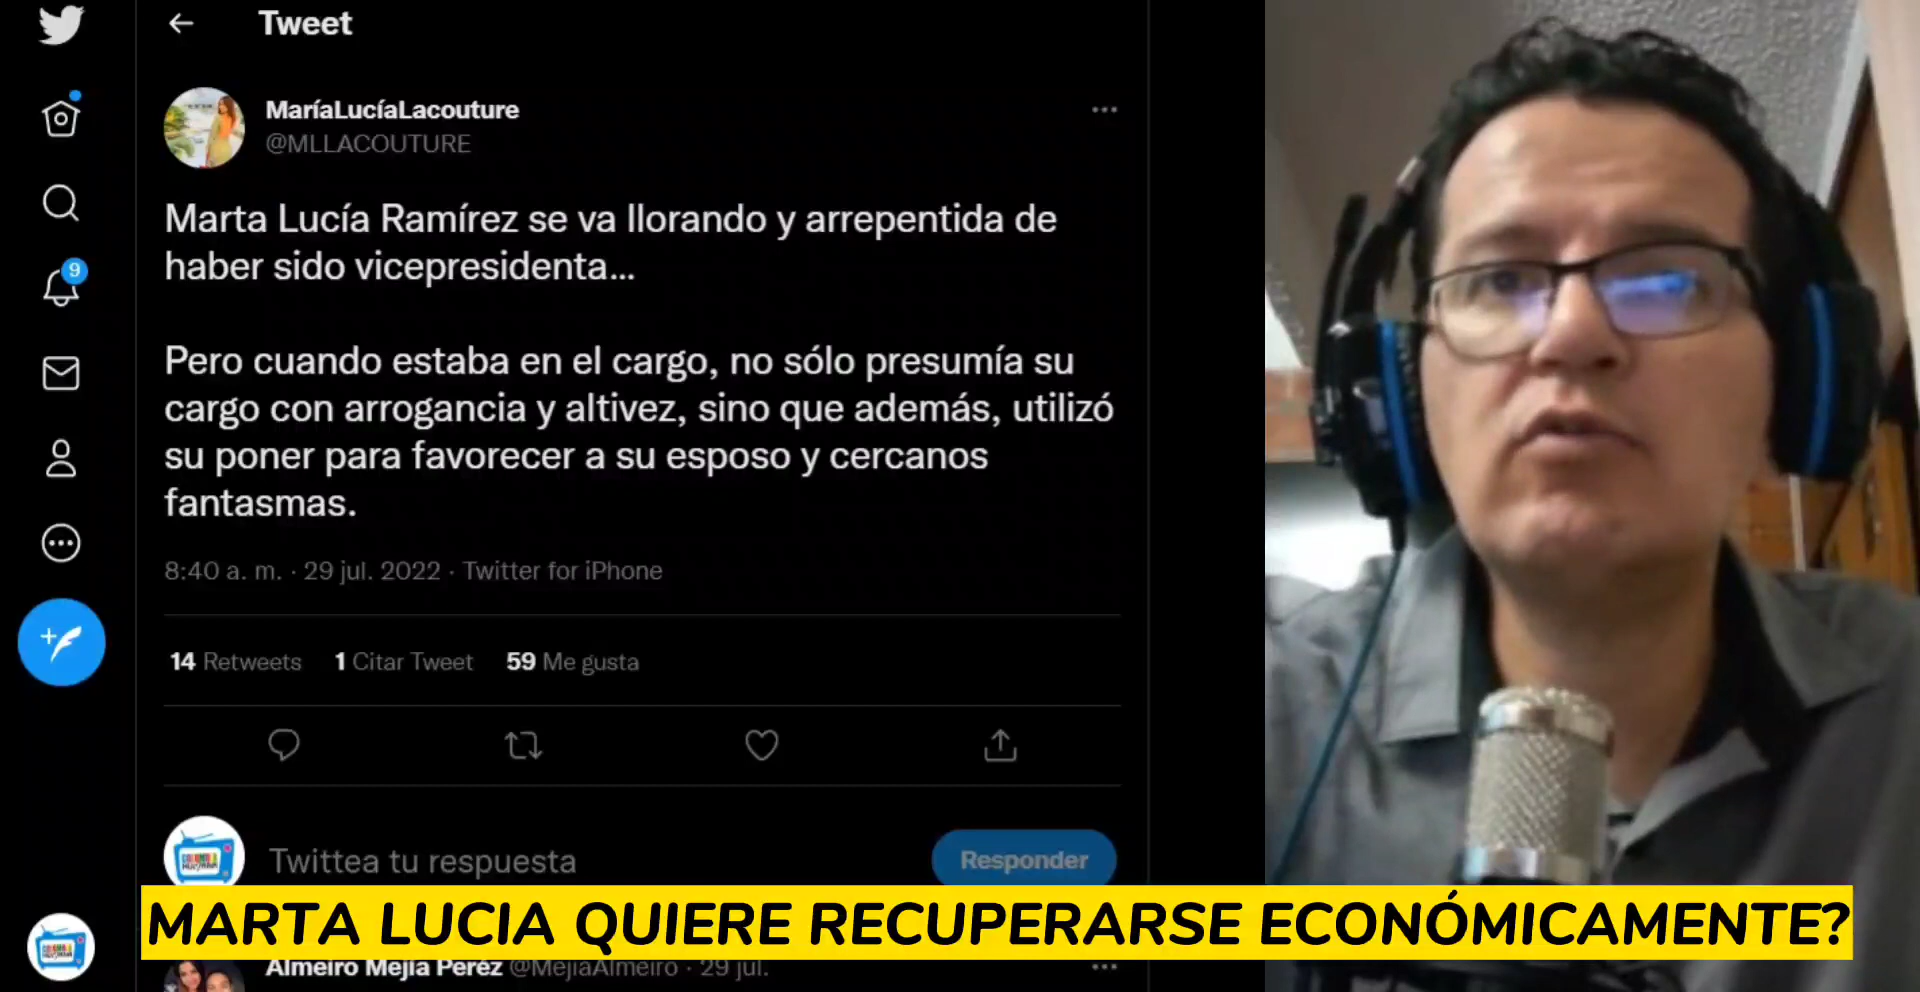 Tweet
MaríaLucíaLacouture
@MLLACOUTURE
Marta Lucía Ramírez se va llorando y arrepentida de
haber sido vicepresidenta...
Pero cuando estaba en el cargo, no sólo presumía su
cargo con arrogancia y altivez, sino que además, utilizó
su poner para favorecer a su esposo y cercanos
fantasmas.
8:40 a. m. · 29 jul. 2022 · Twitter for iPhone
14 Retweets 1 Citar Tweet 59 Me gusta
9
Twittea tu respuesta
Responder
MARTA LUCIA QUIERE RECUPERARSE ECONÓMICAMENTE?
Almeiro Mejía Peréz @MejiaAlmeiro · 29 jul.